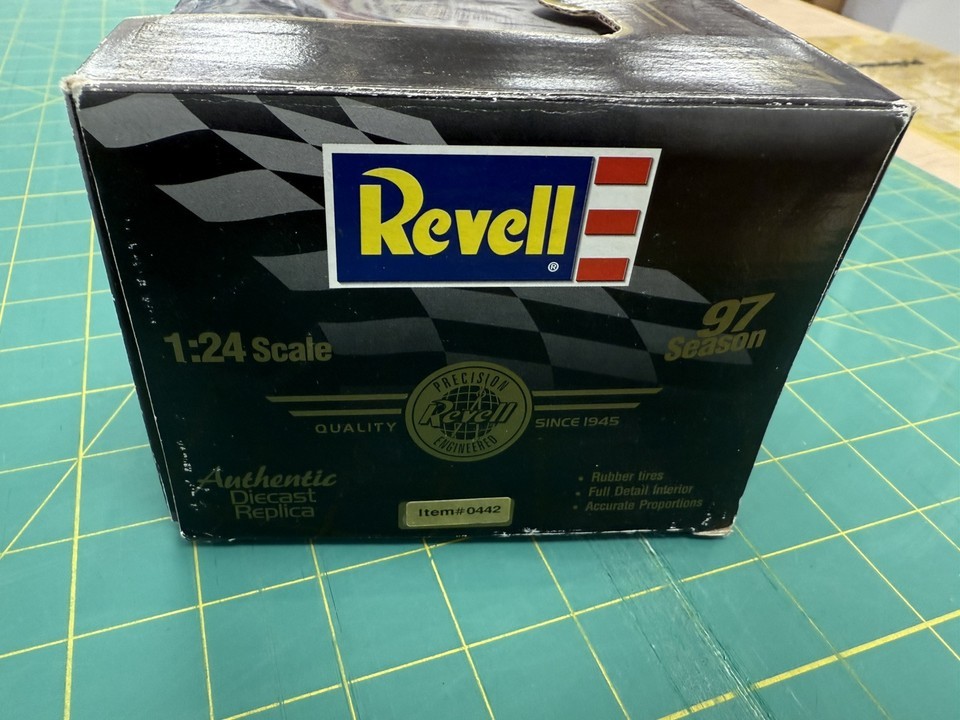 Revell
®
97
Season
1:24 Scale
PRECISION
Revell
ENGINEERED
QUALITY
SINCE 1945
Authentic
Diecast
Replica
Item#0442
• Rubber tires
• Full Detail Interior
• Accurate Proportions